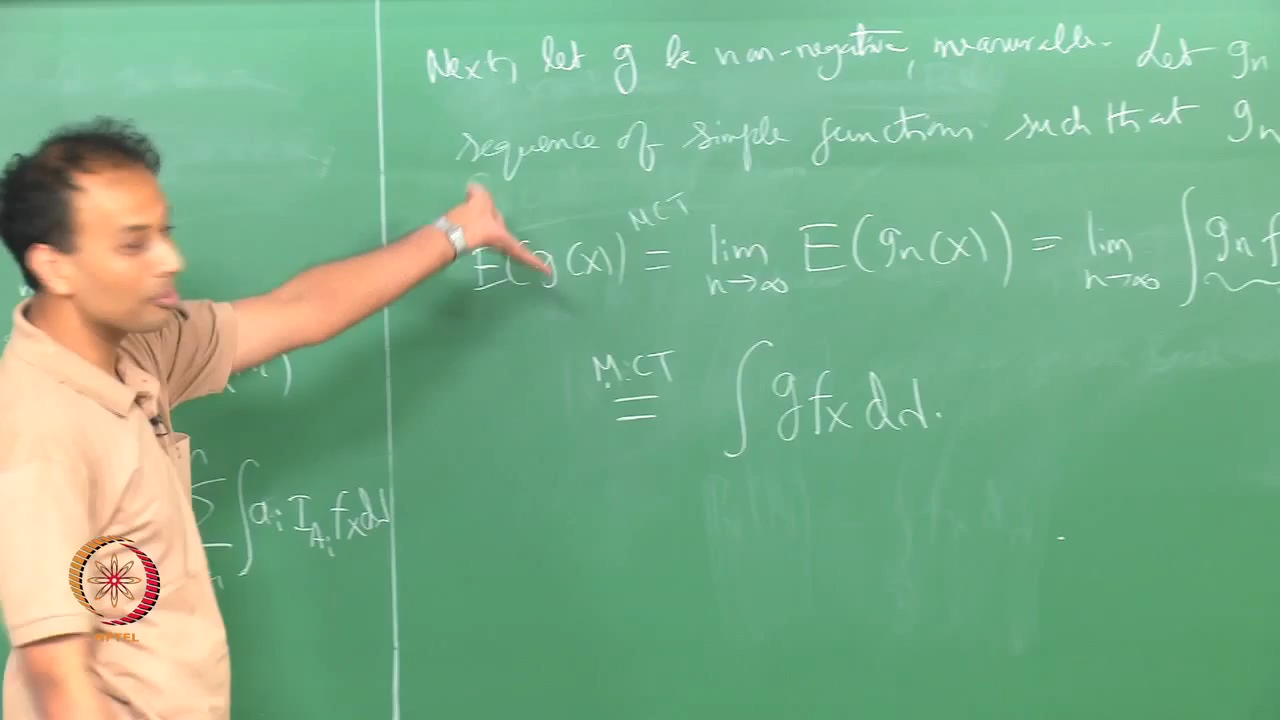 Next, let g be non-negative, measurable. Let gn
sequence of simple functions such that gn
E(g(X)) MCT = lim n→∞ E(gn(X)) = lim n→∞ ∫ gn f
MCT = ∫ g fX dλ.
∫ ai IAi fX dλ
NPTEL